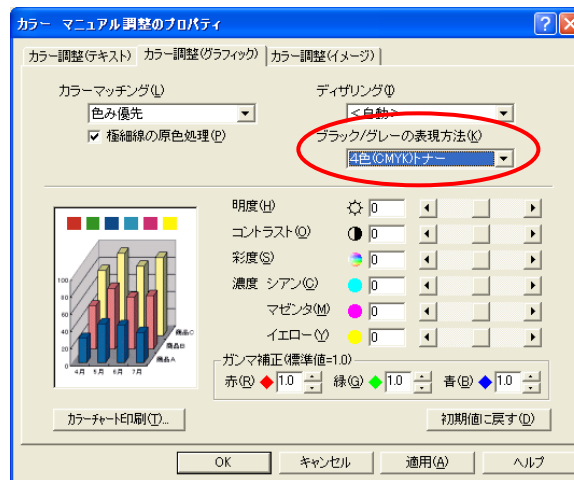 カラー マニュアル調整のプロパティ
カラー調整(テキスト) カラー調整(グラフィック) カラー調整(イメージ)
カラーマッチング(L) ディザリング(I)
色み優先 <自動>
極細線の原色処理(P) ブラック/グレーの表現方法(K)
4色(CMYK)トナー
明度(H) 0
コントラスト(O) 0
彩度(S) 0
濃度 シアン(C) 0
マゼンタ(M) 0
イエロー(Y) 0
100
80
60
40
20
0
商品C
商品B
商品A
4月 5月 6月 7月
ガンマ補正(標準値=1.0)
赤(R) 1.0 緑(G) 1.0 青(B) 1.0
カラーチャート印刷(T)... 初期値に戻す(D)
OK キャンセル 適用(A) ヘルプ